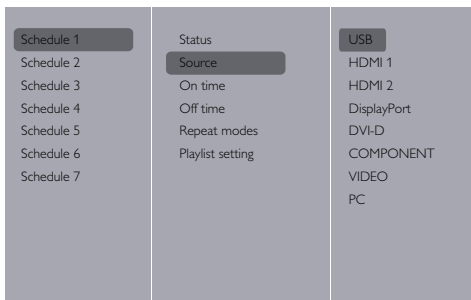 Schedule 1
Schedule 2
Schedule 3
Schedule 4
Schedule 5
Schedule 6
Schedule 7
Status
Source
On time
Off time
Repeat modes
Playlist setting
USB
HDMI 1
HDMI 2
DisplayPort
DVI-D
COMPONENT
VIDEO
PC